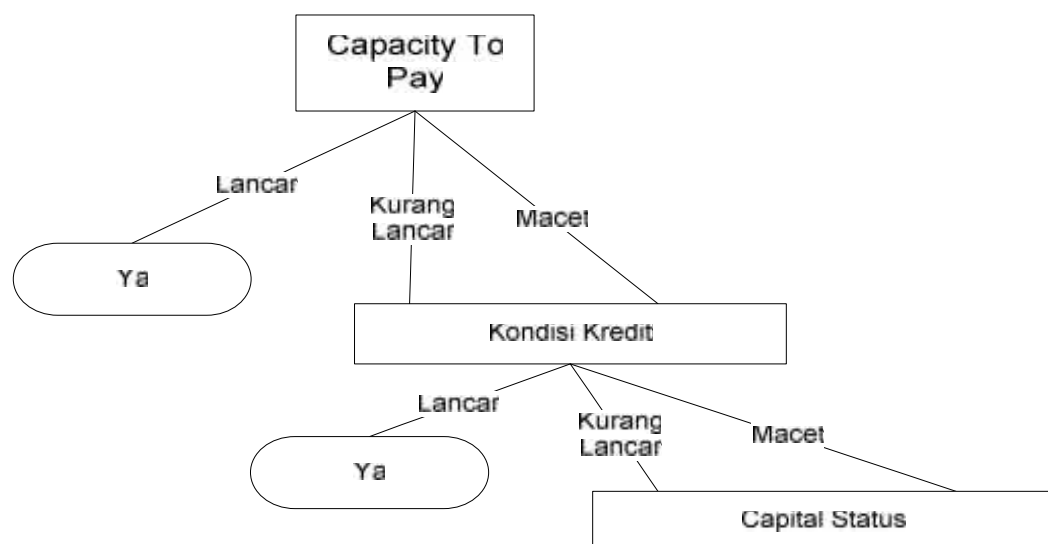 Capacity To
Pay
Lancar
Kurang
Lancar
Macet
Ya
Kondisi Kredit
Lancar
Kurang
Lancar
Macet
Ya
Capital Status